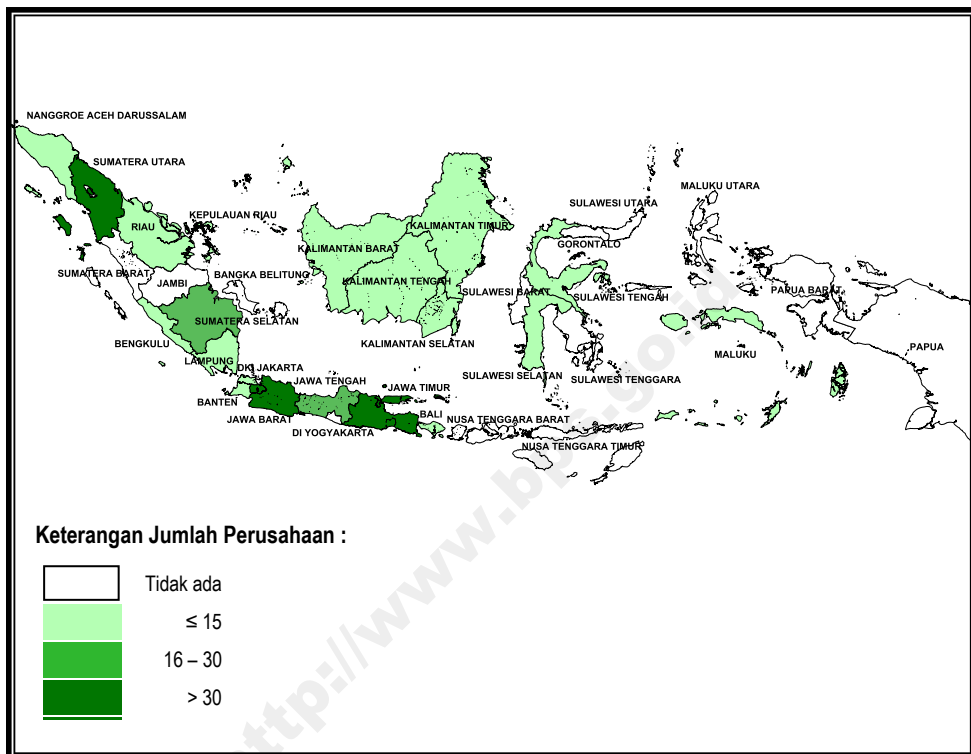 NANGGROE ACEH DARUSSALAM
SUMATERA UTARA
MALUKU UTARA
SULAWESI UTARA
KEPULAUAN RIAU
RIAU
KALIMANTAN TIMUR
GORONTALO
KALIMANTAN BARAT
SUMATERA BARAT
BANGKA BELITUNG
JAMBI
KALIMANTAN TENGAH
SULAWESI BARAT
SULAWESI TENGAH
PAPUA BARAT
SUMATERA SELATAN
BENGKULU
KALIMANTAN SELATAN
PAPUA
LAMPUNG
MALUKU
DKI JAKARTA
SULAWESI SELATAN
SULAWESI TENGGARA
JAWA TENGAH
JAWA TIMUR
BANTEN
JAWA BARAT
BALI
NUSA TENGGARA BARAT
DI YOGYAKARTA
NUSA TENGGARA TIMUR
Keterangan Jumlah Perusahaan :
Tidak ada
≤ 15
16 – 30
> 30
http://www.bps.go.id